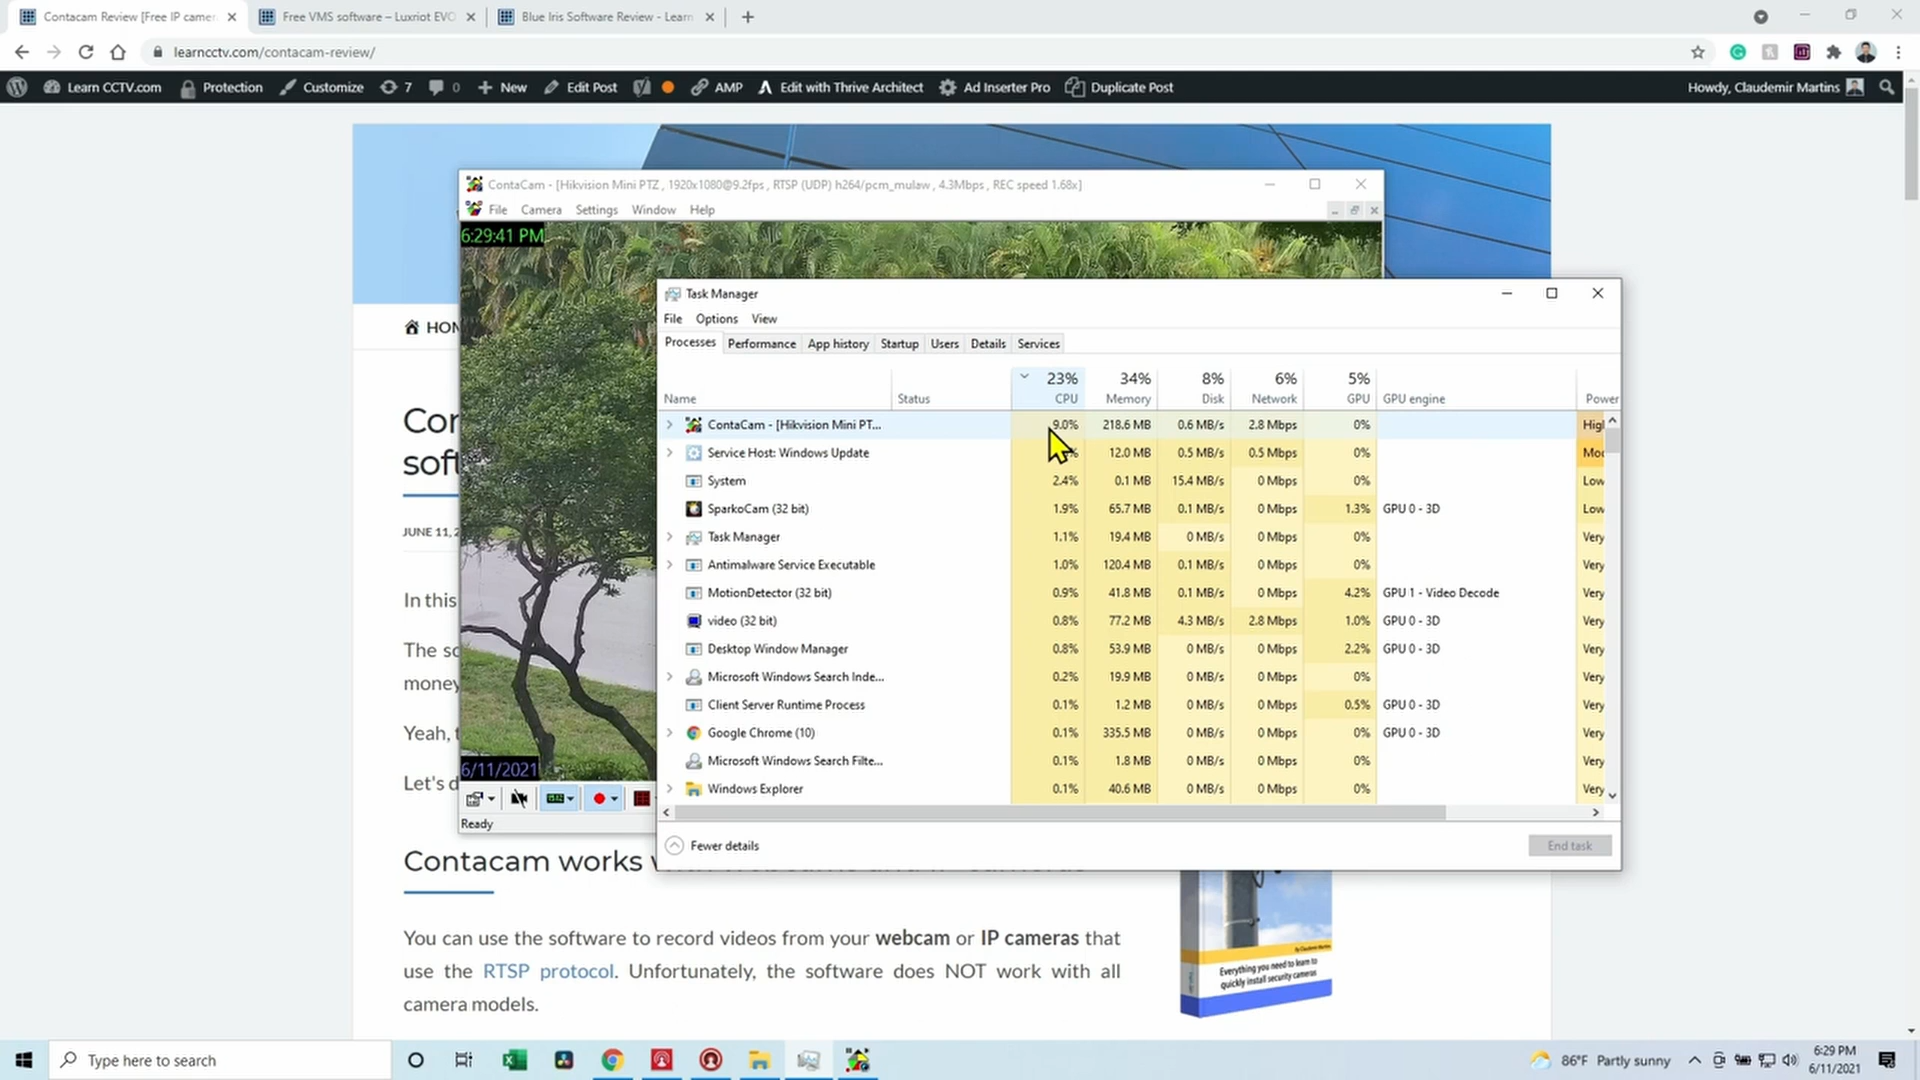 Contacam Review [Free IP camer
Free VMS software – Luxriot EVO
Blue Iris Software Review - Learn
learncctv.com/contacam-review/
Learn CCTV.com
Protection
Customize
7
0
New
Edit Post
AMP
Edit with Thrive Architect
Ad Inserter Pro
Duplicate Post
Howdy, Claudemir Martins
ContaCam - [Hikvision Mini PTZ , 1920x1080@9.2fps , RTSP (UDP) h264/pcm_mulaw , 4.3Mbps , REC speed 1.68x]
File Camera Settings Window Help
6:29:41 PM
Task Manager
File Options View
Processes Performance App history Startup Users Details Services
23% 34% 8% 6% 5%
Name Status CPU Memory Disk Network GPU GPU engine Power
ContaCam - [Hikvision Mini PT... 9.0% 218.6 MB 0.6 MB/s 2.8 Mbps 0% Hig
Service Host: Windows Update % 12.0 MB 0.5 MB/s 0.5 Mbps 0% Mod
System 2.4% 0.1 MB 15.4 MB/s 0 Mbps 0% Low
SparkoCam (32 bit) 1.9% 65.7 MB 0.1 MB/s 0 Mbps 1.3% GPU 0 - 3D Low
Task Manager 1.1% 19.4 MB 0 MB/s 0 Mbps 0% Very
Antimalware Service Executable 1.0% 120.4 MB 0.1 MB/s 0 Mbps 0% Very
MotionDetector (32 bit) 0.9% 41.8 MB 0.1 MB/s 0 Mbps 4.2% GPU 1 - Video Decode Very
video (32 bit) 0.8% 77.2 MB 4.3 MB/s 2.8 Mbps 1.0% GPU 0 - 3D Very
Desktop Window Manager 0.8% 53.9 MB 0 MB/s 0 Mbps 2.2% GPU 0 - 3D Very
Microsoft Windows Search Inde... 0.2% 19.9 MB 0 MB/s 0 Mbps 0% Very
Client Server Runtime Process 0.1% 1.2 MB 0 MB/s 0 Mbps 0.5% GPU 0 - 3D Very
Google Chrome (10) 0.1% 335.5 MB 0 MB/s 0 Mbps 0% GPU 0 - 3D Very
Microsoft Windows Search Filte... 0.1% 1.8 MB 0 MB/s 0 Mbps 0% Very
Windows Explorer 0.1% 40.6 MB 0 MB/s 0 Mbps 0% Very
Fewer details
End task
6/11/2021
Ready
HOM
Con
soft
JUNE 11, 2
In this
The so
money
Yeah, t
Let's d
Contacam works
You can use the software to record videos from your webcam or IP cameras that
use the RTSP protocol. Unfortunately, the software does NOT work with all
camera models.
by Claudemir Martins
Everything you need to learn to
quickly install security cameras
Type here to search
86°F Partly sunny
6:29 PM
6/11/2021